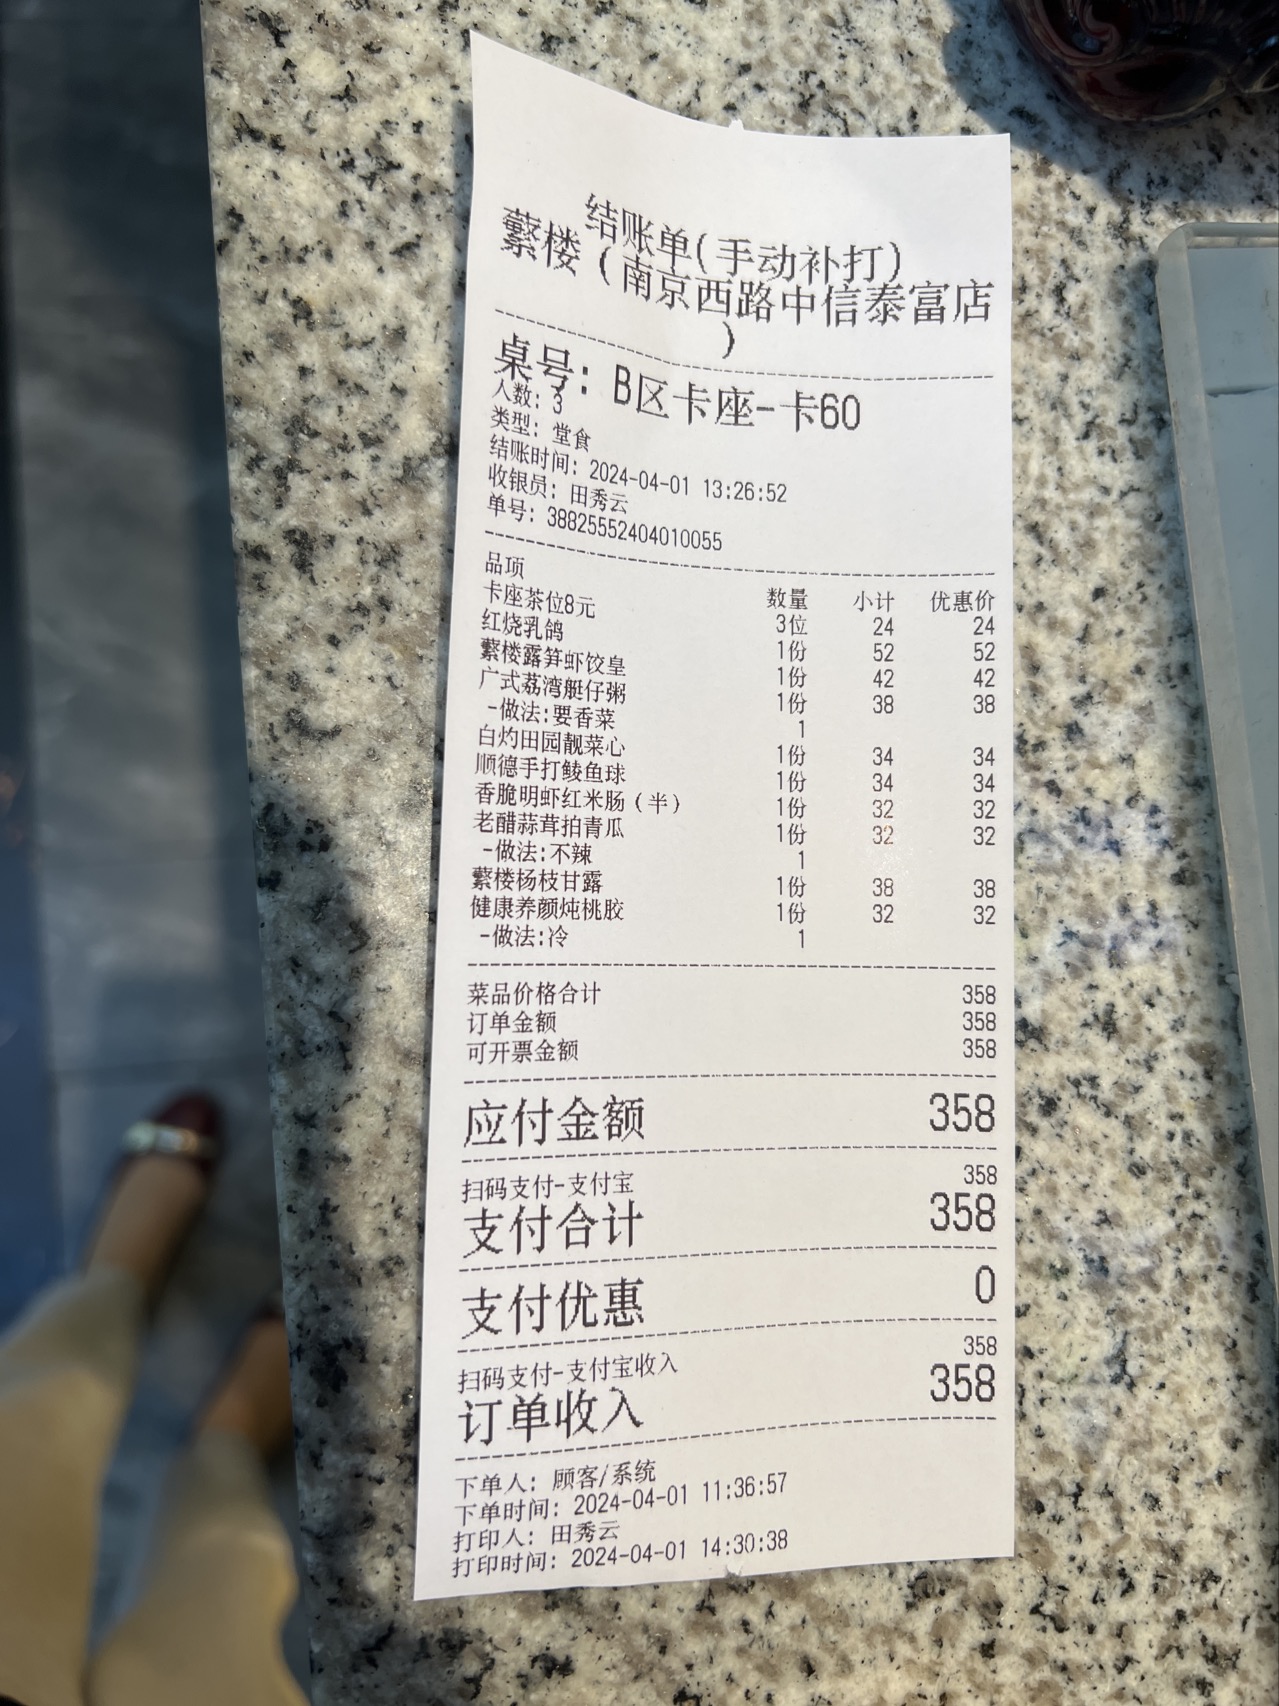 结账单(手动补打)
蘩楼(南京西路中信泰富店
)
桌号: B区卡座-卡60
人数: 3
类型: 堂食
结账时间: 2024-04-01 13:26:52
收银员: 田秀云
单号: 38825552404010055
品项 数量 小计 优惠价
卡座茶位8元 3位 24 24
红烧乳鸽 1份 52 52
蘩楼露笋虾饺皇 1份 42 42
广式荔湾艇仔粥 1份 38 38
-做法:要香菜 1
白灼田园靓菜心 1份 34 34
顺德手打鲮鱼球 1份 34 34
香脆明虾红米肠(半) 1份 32 32
老醋蒜茸拍青瓜 1份 32 32
-做法:不辣 1
蘩楼杨枝甘露 1份 38 38
健康养颜炖桃胶 1份 32 32
-做法:冷 1
菜品价格合计 358
订单金额 358
可开票金额 358
应付金额 358
扫码支付-支付宝 358
支付合计 358
支付优惠 0
扫码支付-支付宝收入 358
订单收入 358
下单人: 顾客/系统
下单时间: 2024-04-01 11:36:57
打印人: 田秀云
打印时间: 2024-04-01 14:30:38